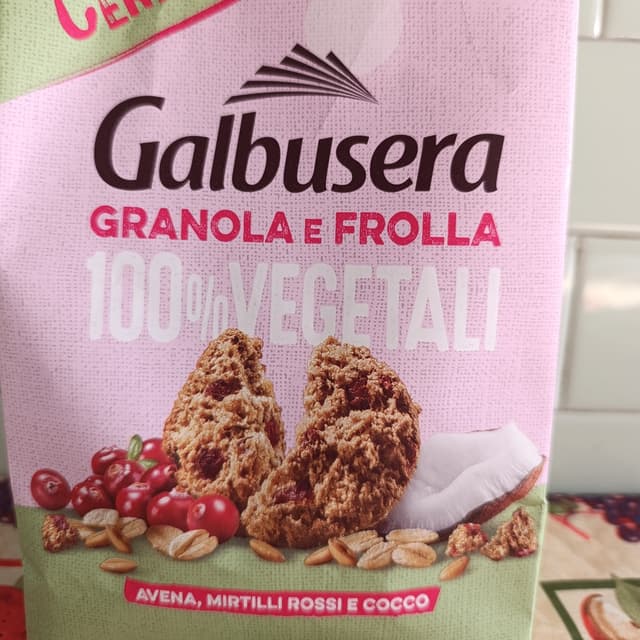 Galbusera
GRANOLA E FROLLA
100% VEGETALI
AVENA, MIRTILLI ROSSI E COCCO